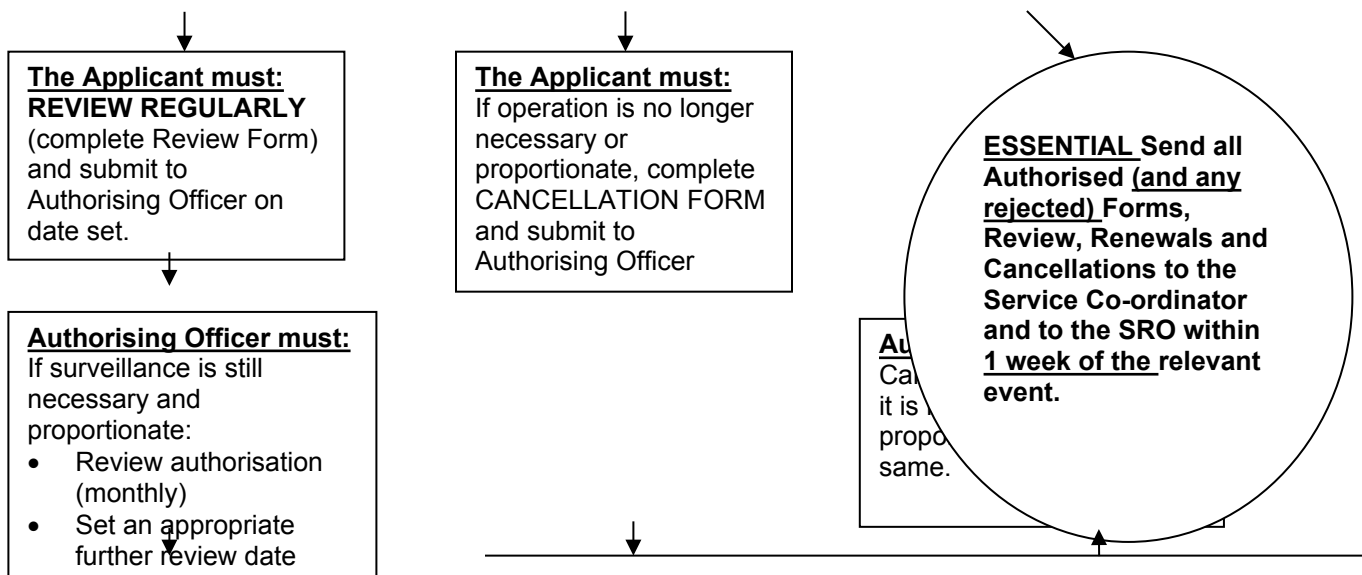 The Applicant must:
REVIEW REGULARLY
(complete Review Form)
and submit to
Authorising Officer on
date set.
The Applicant must:
If operation is no longer
necessary or
proportionate, complete
CANCELLATION FORM
and submit to
Authorising Officer
ESSENTIAL Send all
Authorised (and any
rejected) Forms,
Review, Renewals and
Cancellations to the
Service Co-ordinator
and to the SRO within
1 week of the relevant
event.
Authorising Officer must:
If surveillance is still
necessary and
proportionate:
• Review authorisation
(monthly)
• Set an appropriate
further review date
it is
same.